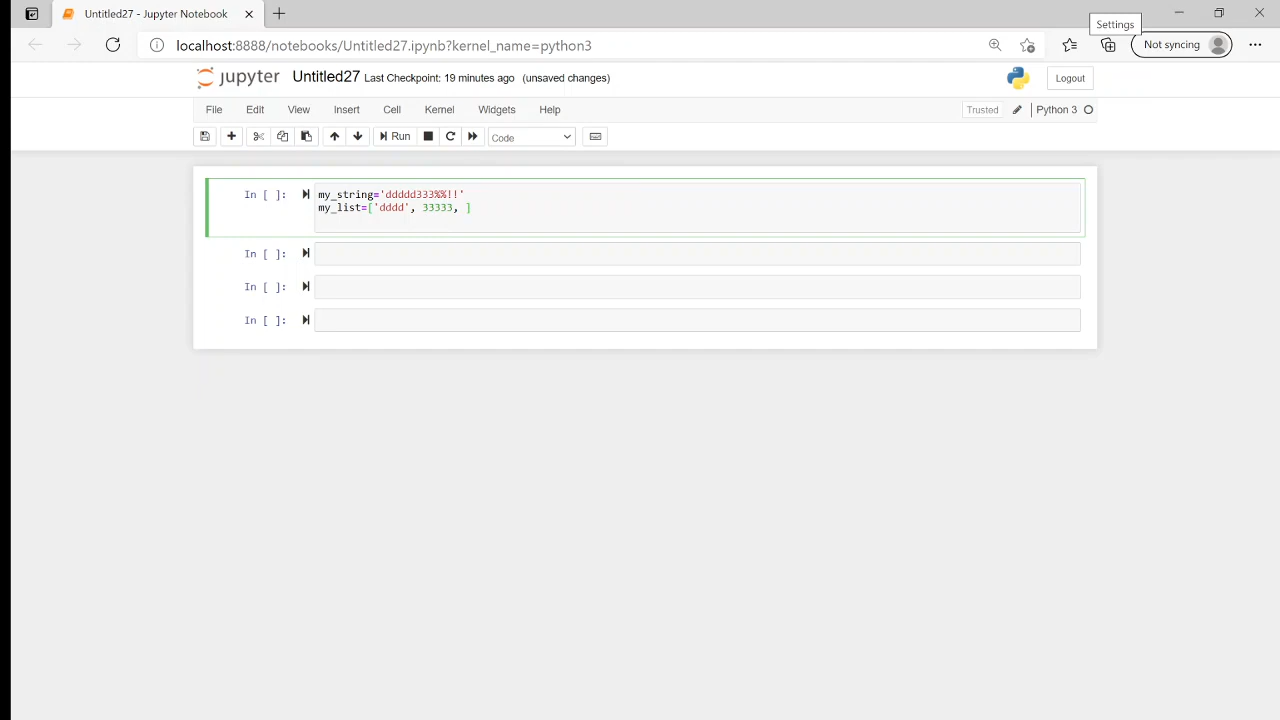 Untitled27 - Jupyter Notebook
Settings
localhost:8888/notebooks/Untitled27.ipynb?kernel_name=python3
Not syncing
jupyter Untitled27 Last Checkpoint: 19 minutes ago (unsaved changes)
Logout
File Edit View Insert Cell Kernel Widgets Help
Trusted Python 3
Run Code
In [ ]: my_string='ddddd333%%!!'
my_list=['dddd', 33333, ]
In [ ]:
In [ ]:
In [ ]: